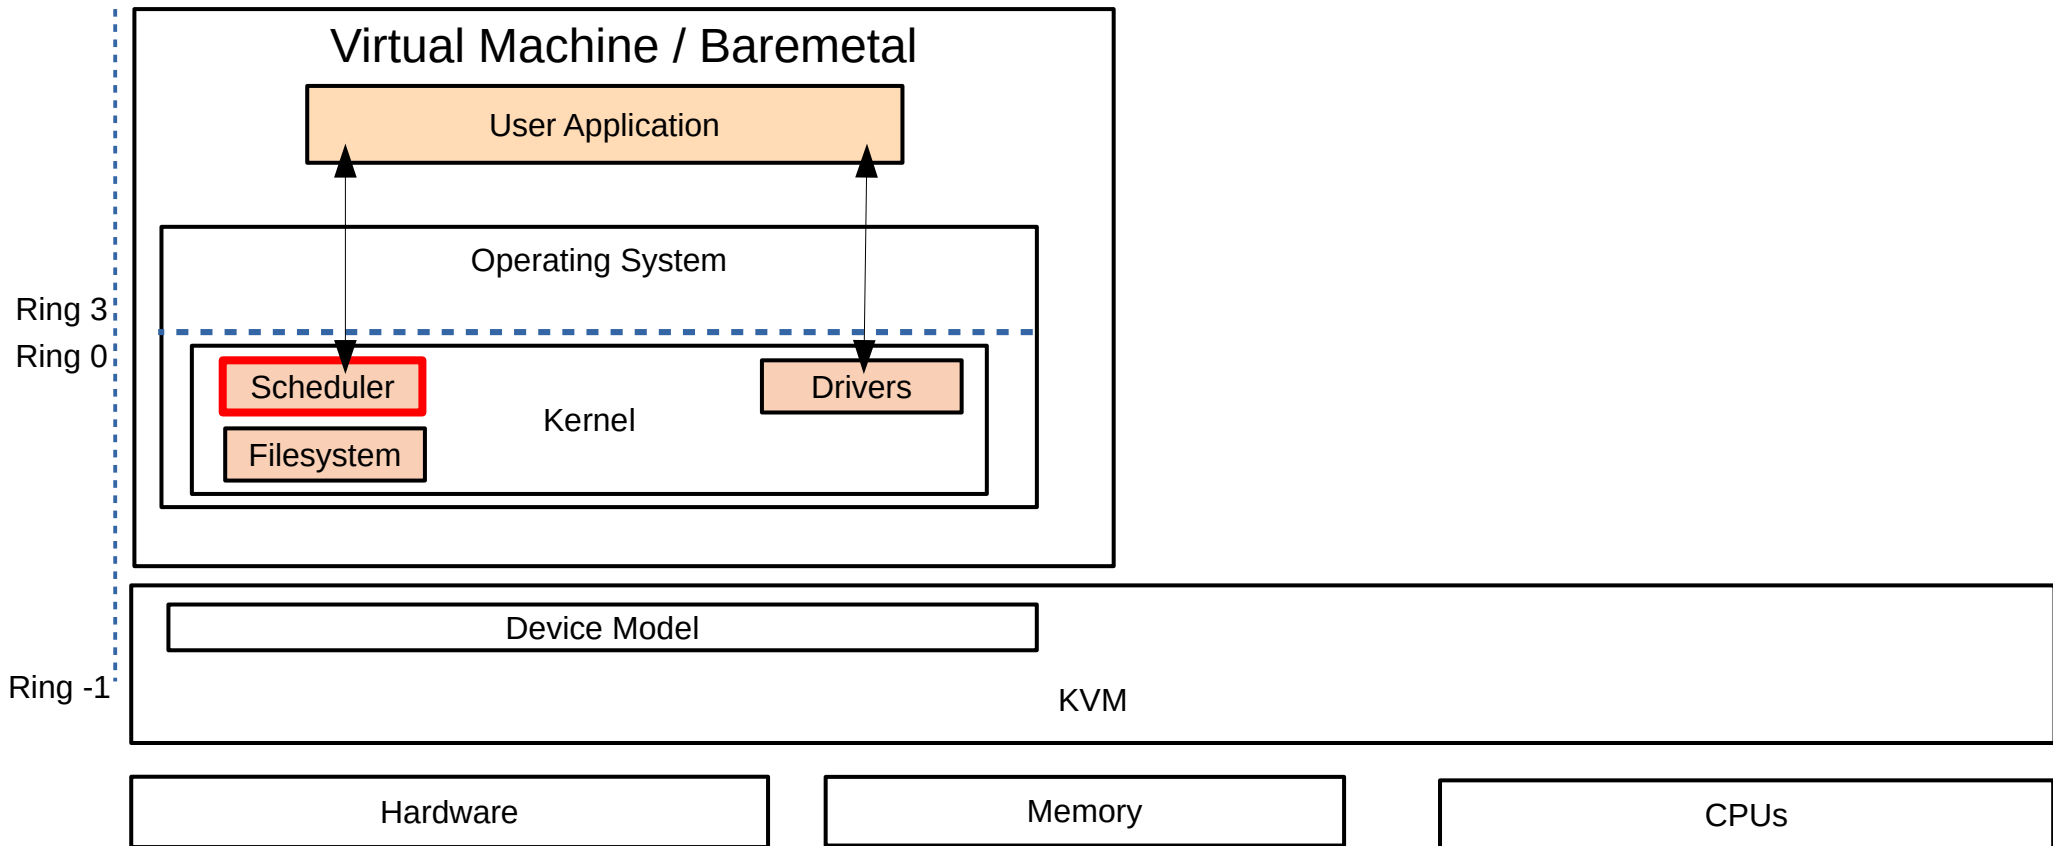 Virtual Machine / Baremetal
User Application
Operating System
Ring 3
Ring 0
Scheduler
Drivers
Kernel
Filesystem
Device Model
Ring -1
KVM
Hardware
Memory
CPUs